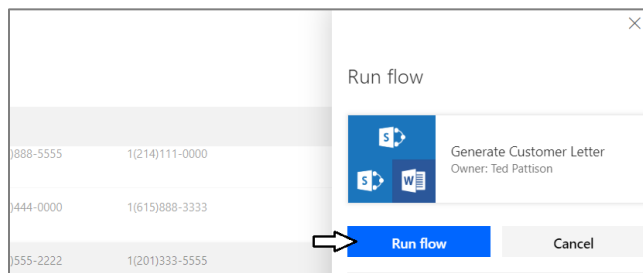 Run flow
)888-5555 1(214)111-0000
Generate Customer Letter
Owner: Ted Pattison
)444-0000 1(615)888-3333
Run flow Cancel
)555-2222 1(201)333-5555